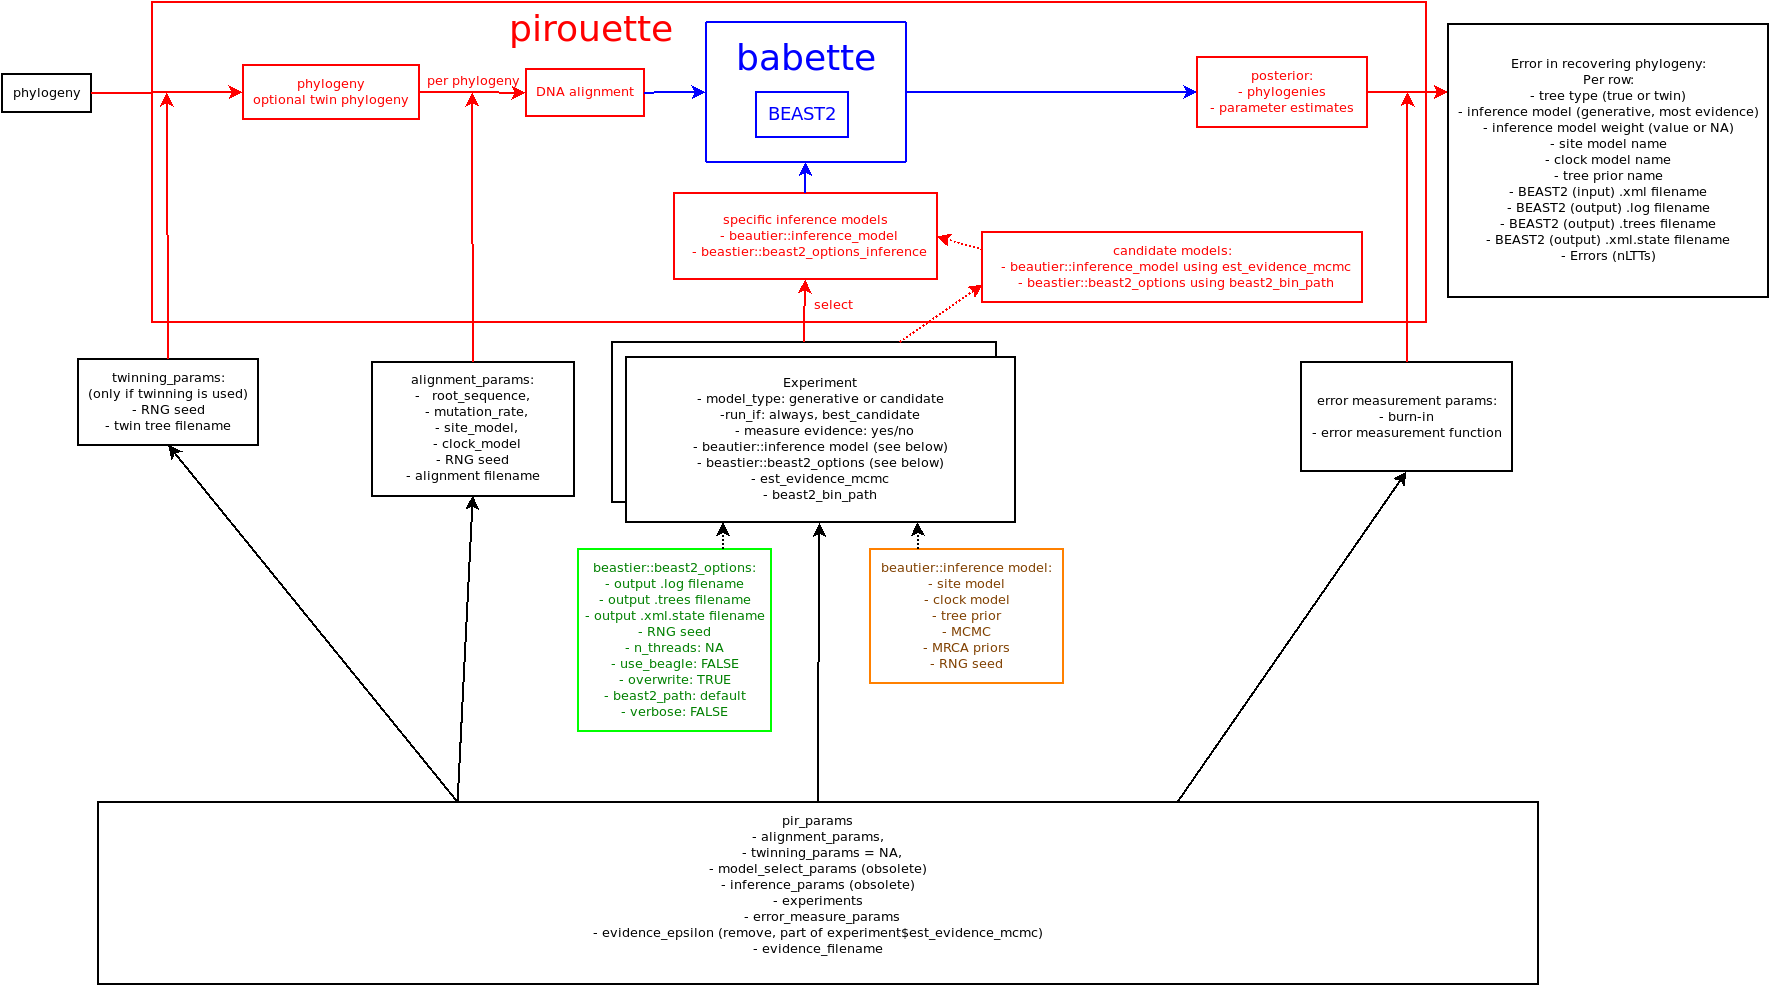 pirouette
phylogeny
phylogeny
optional twin phylogeny
per phylogeny
DNA alignment
babette
BEAST2
posterior:
- phylogenies
- parameter estimates
Error in recovering phylogeny:
Per row:
- tree type (true or twin)
- inference model (generative, most evidence)
- inference model weight (value or NA)
- site model name
- clock model name
- tree prior name
- BEAST2 (input) .xml filename
- BEAST2 (output) .log filename
- BEAST2 (output) .trees filename
- BEAST2 (output) .xml.state filename
- Errors (nLTTs)
specific inference models
- beautier::inference_model
- beastier::beast2_options_inference
candidate models:
- beautier::inference_model using est_evidence_mcmc
- beastier::beast2_options using beast2_bin_path
select
twinning_params:
(only if twinning is used)
- RNG seed
- twin tree filename
alignment_params:
- root_sequence,
- mutation_rate,
- site_model,
- clock_model
- RNG seed
- alignment filename
Experiment
- model_type: generative or candidate
-run_if: always, best_candidate
- measure evidence: yes/no
- beautier::inference model (see below)
- beastier::beast2_options (see below)
- est_evidence_mcmc
- beast2_bin_path
error measurement params:
- burn-in
- error measurement function
beastier::beast2_options:
- output .log filename
- output .trees filename
- output .xml.state filename
- RNG seed
- n_threads: NA
- use_beagle: FALSE
- overwrite: TRUE
- beast2_path: default
- verbose: FALSE
beautier::inference model:
- site model
- clock model
- tree prior
- MCMC
- MRCA priors
- RNG seed
pir_params
- alignment_params,
- twinning_params = NA,
- model_select_params (obsolete)
- inference_params (obsolete)
- experiments
- error_measure_params
- evidence_epsilon (remove, part of experiment$est_evidence_mcmc)
- evidence_filename